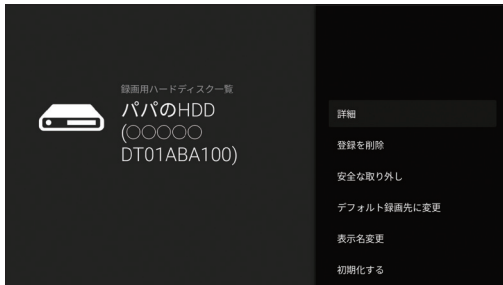 録画用ハードディスク一覧
パパのHDD
(○○○○○
DT01ABA100)
詳細
登録を削除
安全な取り外し
デフォルト録画先に変更
表示名変更
初期化する